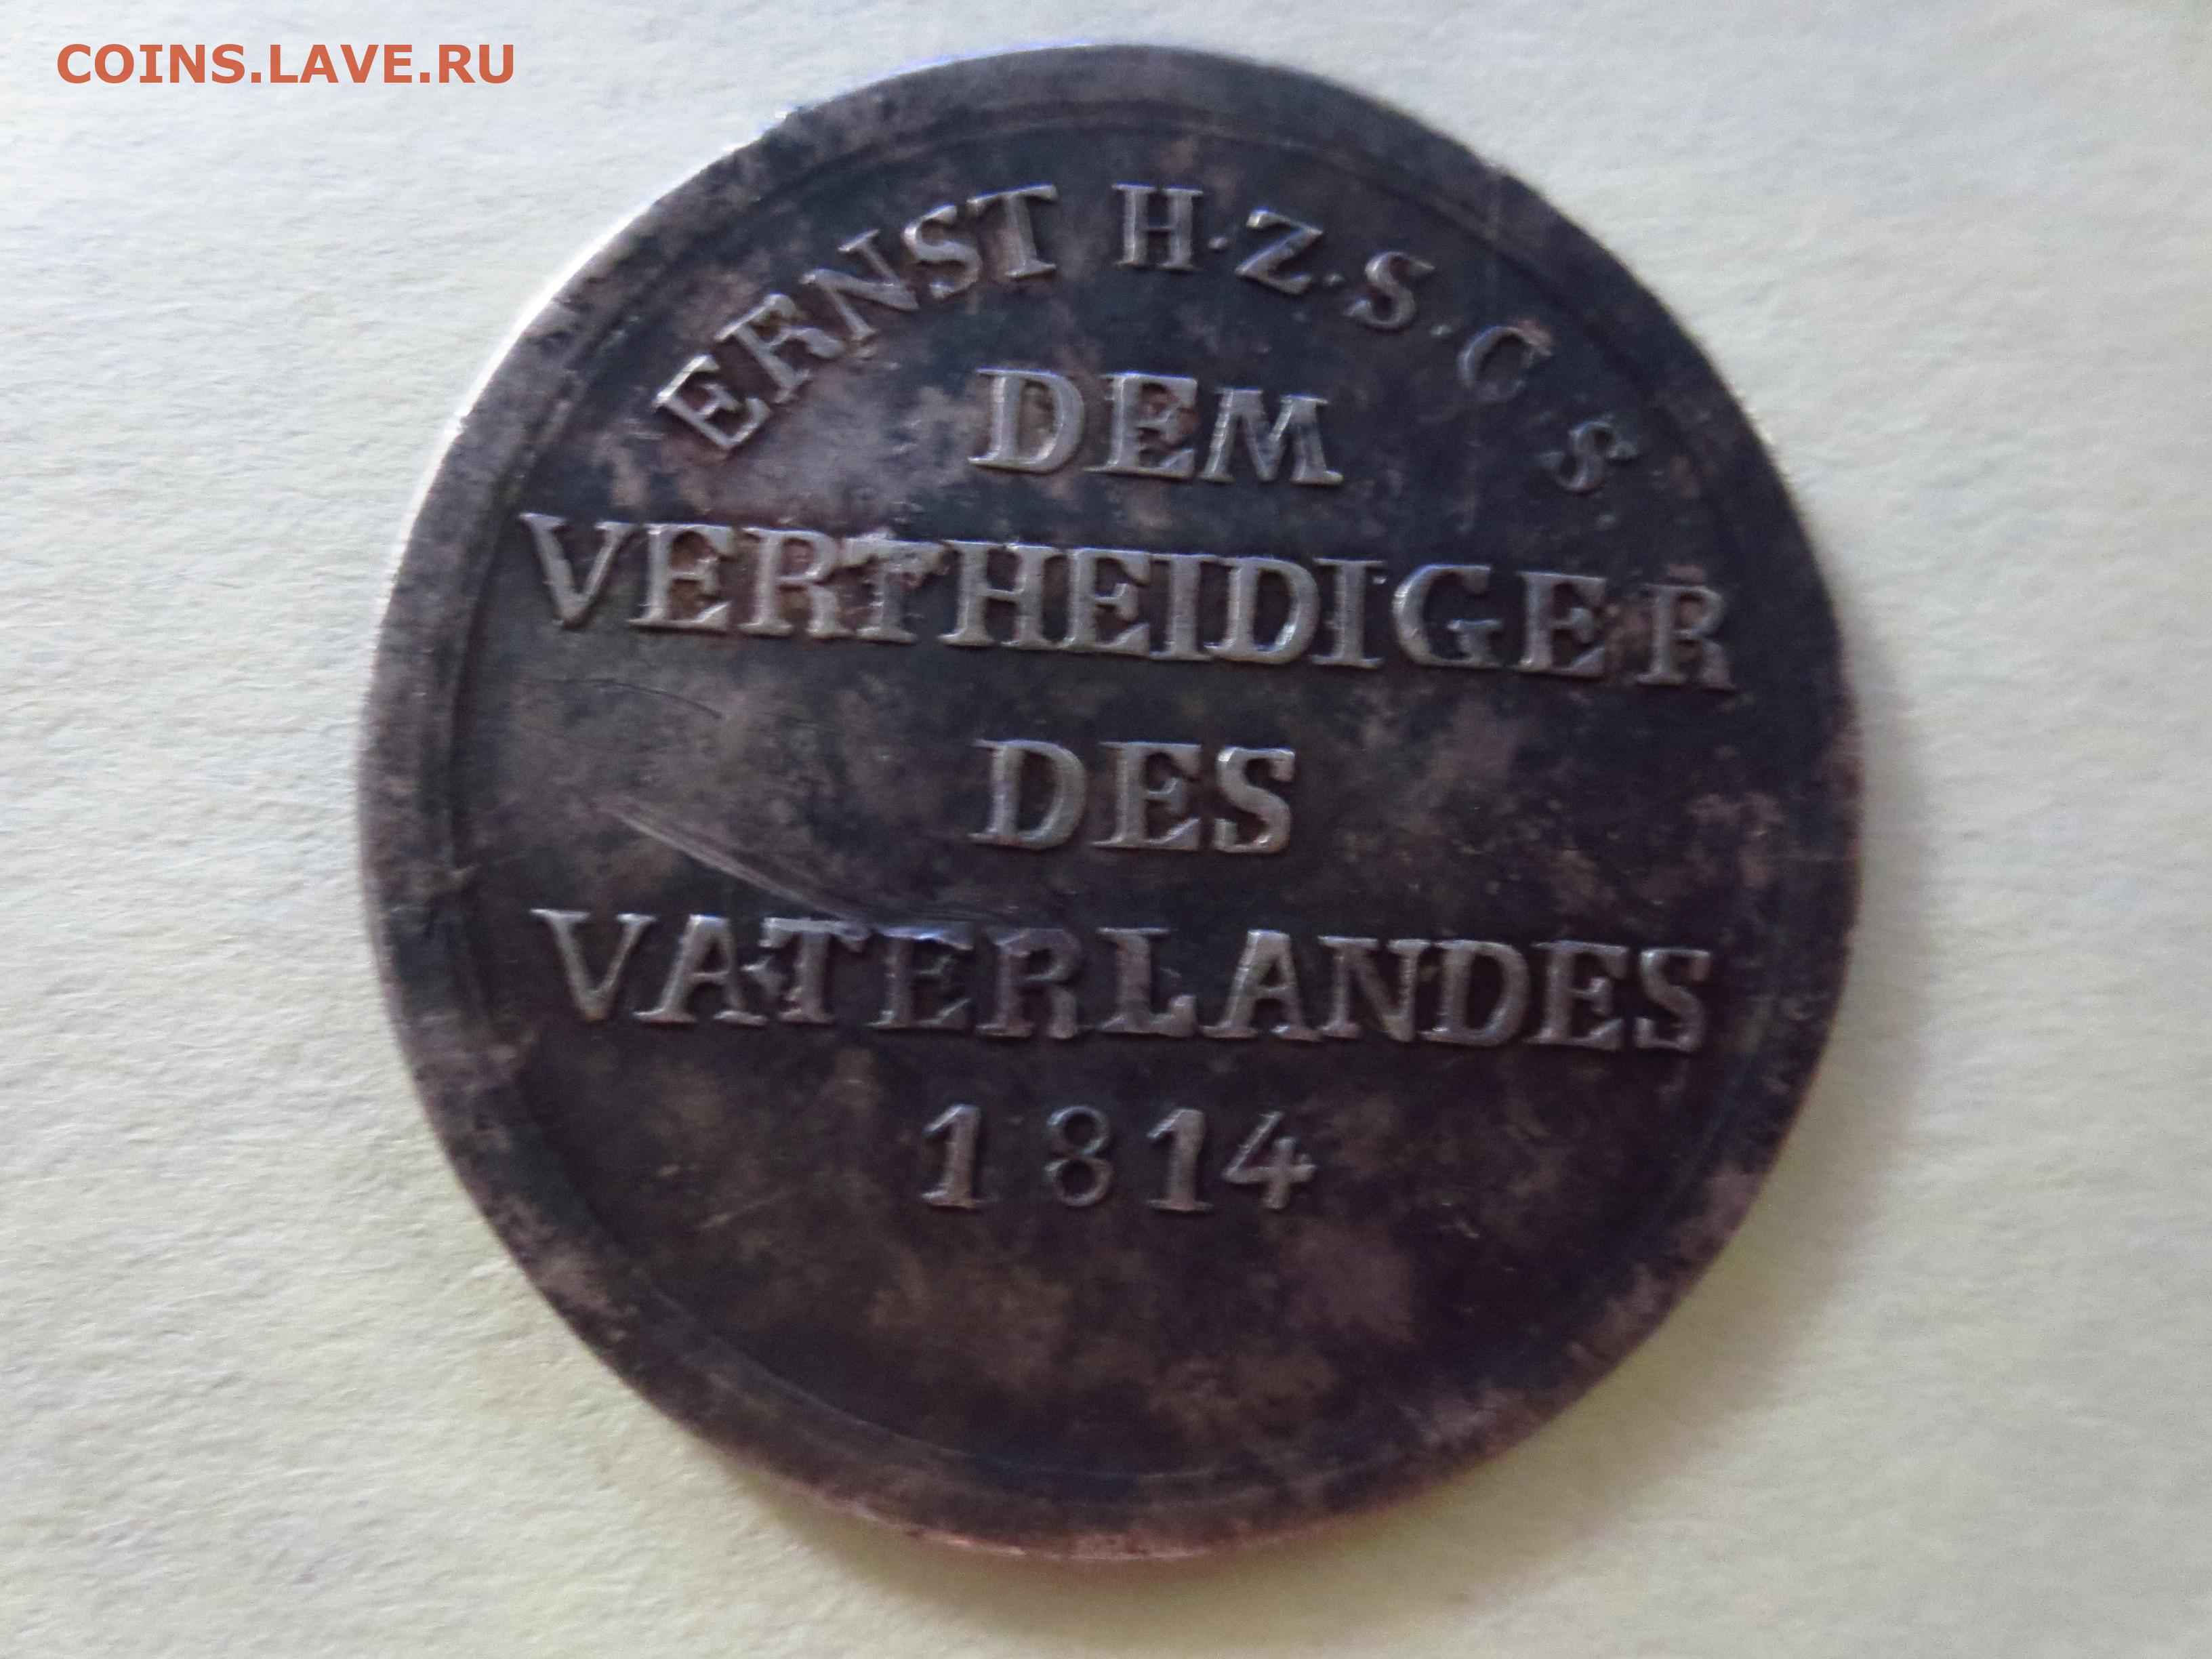 COINS.LAVE.RU
ERNST H·Z·S·C S
DEM
VERTHEIDIGER
DES
VATERLANDES
1814